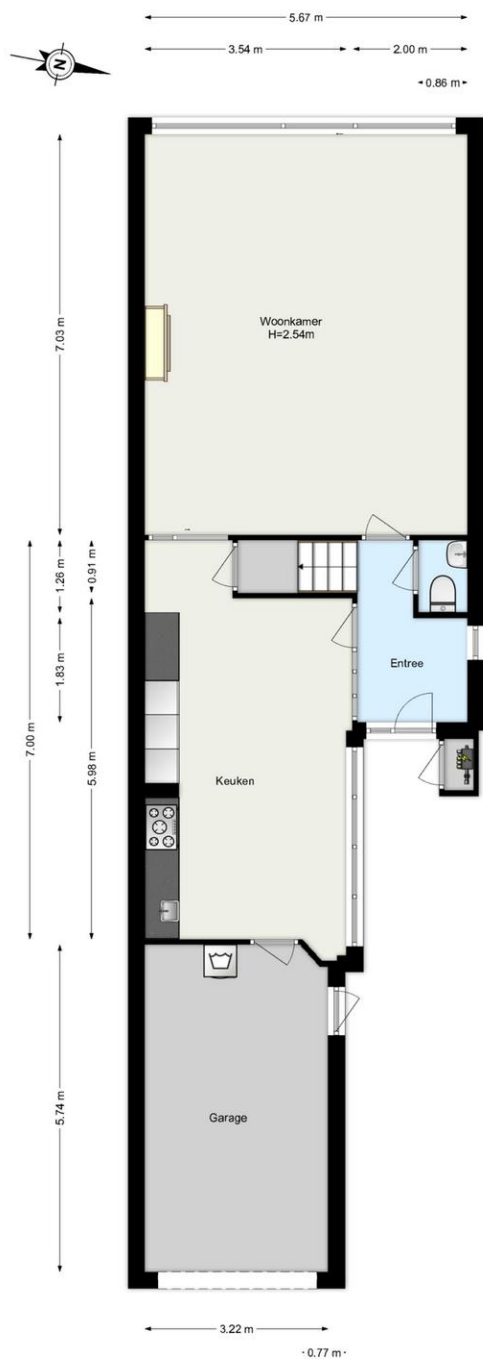 5.67 m
3.54 m
2.00 m
0.86 m
N
7.03 m
Woonkamer
H=2.54m
0.91 m
1.26 m
1.83 m
Entree
7.00 m
5.98 m
Keuken
5.74 m
Garage
3.22 m
0.77 m